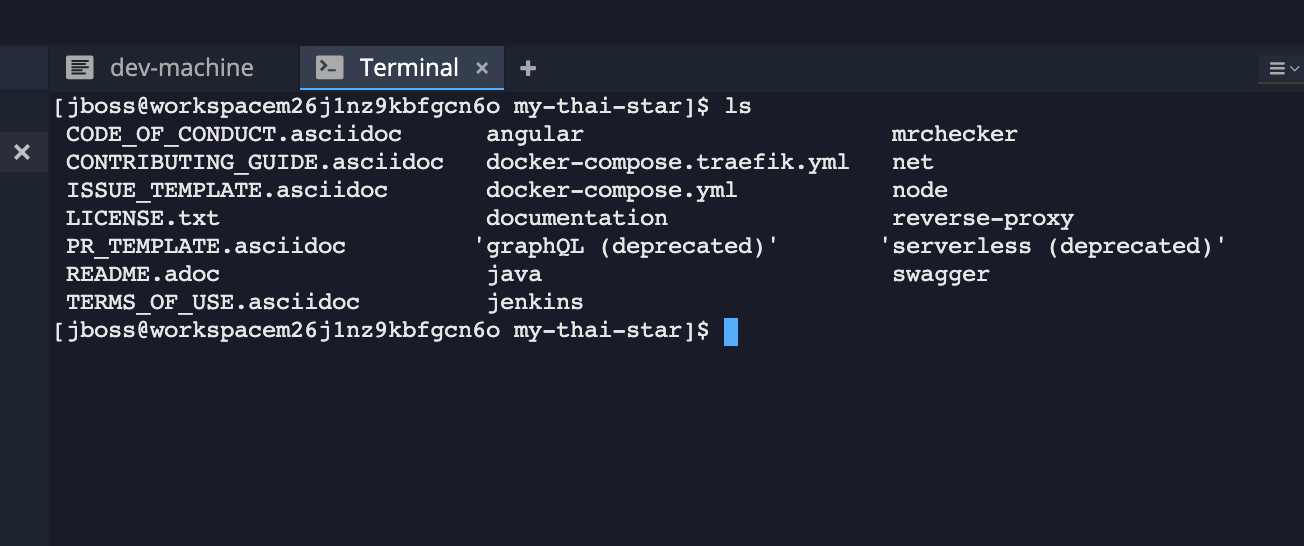 dev-machine Terminal × +
[jboss@workspacem26j1nz9kbfgcn6o my-thai-star]$ ls
CODE_OF_CONDUCT.asciidoc angular mrchecker
CONTRIBUTING_GUIDE.asciidoc docker-compose.traefik.yml net
ISSUE_TEMPLATE.asciidoc docker-compose.yml node
LICENSE.txt documentation reverse-proxy
PR_TEMPLATE.asciidoc 'graphQL (deprecated)' 'serverless (deprecated)'
README.adoc java swagger
TERMS_OF_USE.asciidoc jenkins
[jboss@workspacem26j1nz9kbfgcn6o my-thai-star]$